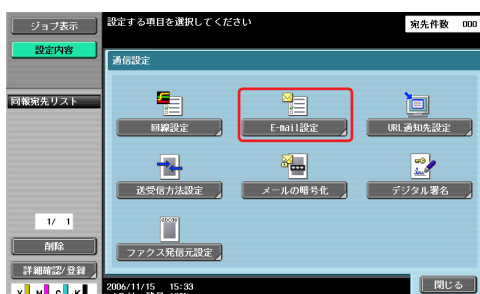 ジョブ表示
設定する項目を選択してください
宛先件数 000
設定内容
通信設定
同報宛先リスト
回線設定
E-mail設定
URL通知先設定
送受信方法設定
メールの暗号化
デジタル署名
1/ 1
ファクス発信元設定
削除
詳細確認/登録
2006/11/15 15:33
閉じる
Y M C K